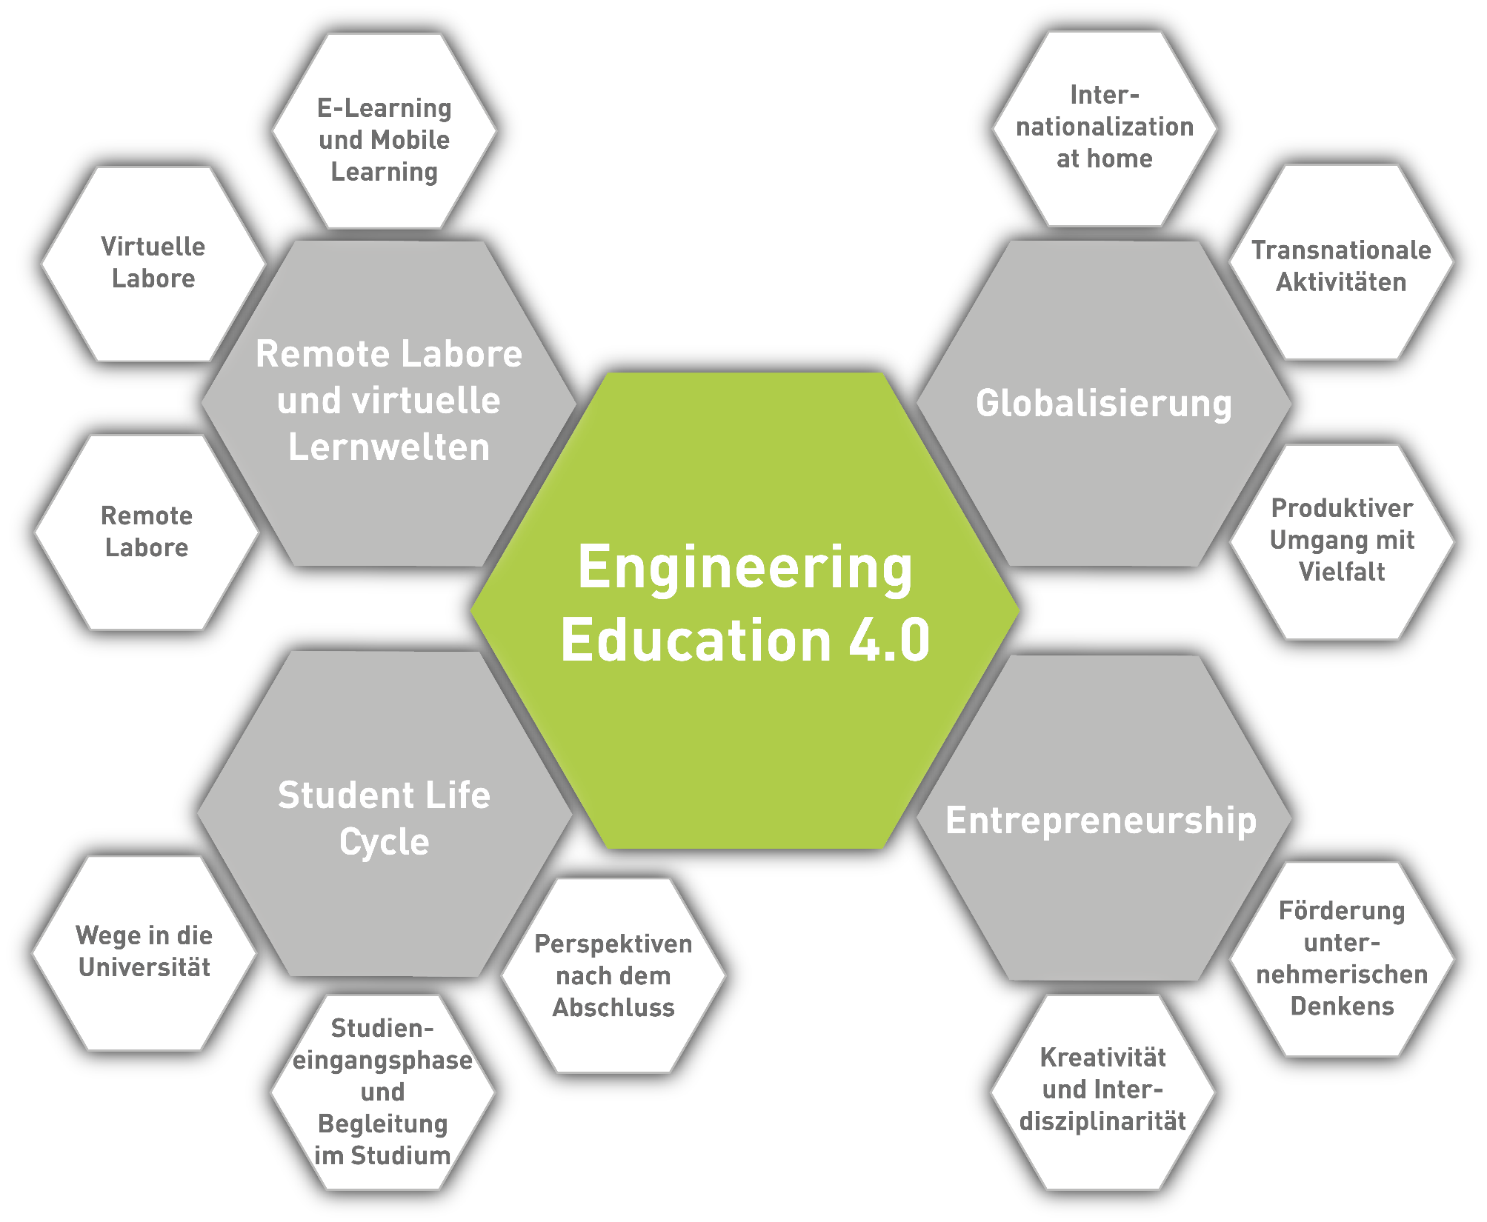 E-Learning
und Mobile
Learning
Virtuelle
Labore
Remote Labore
und virtuelle
Lernwelten
Remote
Labore
Inter-
nationalization
at home
Transnationale
Aktivitäten
Globalisierung
Produktiver
Umgang mit
Vielfalt
Engineering
Education 4.0
Student Life
Cycle
Wege in die
Universität
Studien-
eingangsphase
und
Begleitung
im Studium
Perspektiven
nach dem
Abschluss
Entrepreneurship
Förderung
unter-
nehmerischen
Denkens
Kreativität
und Inter-
disziplinarität